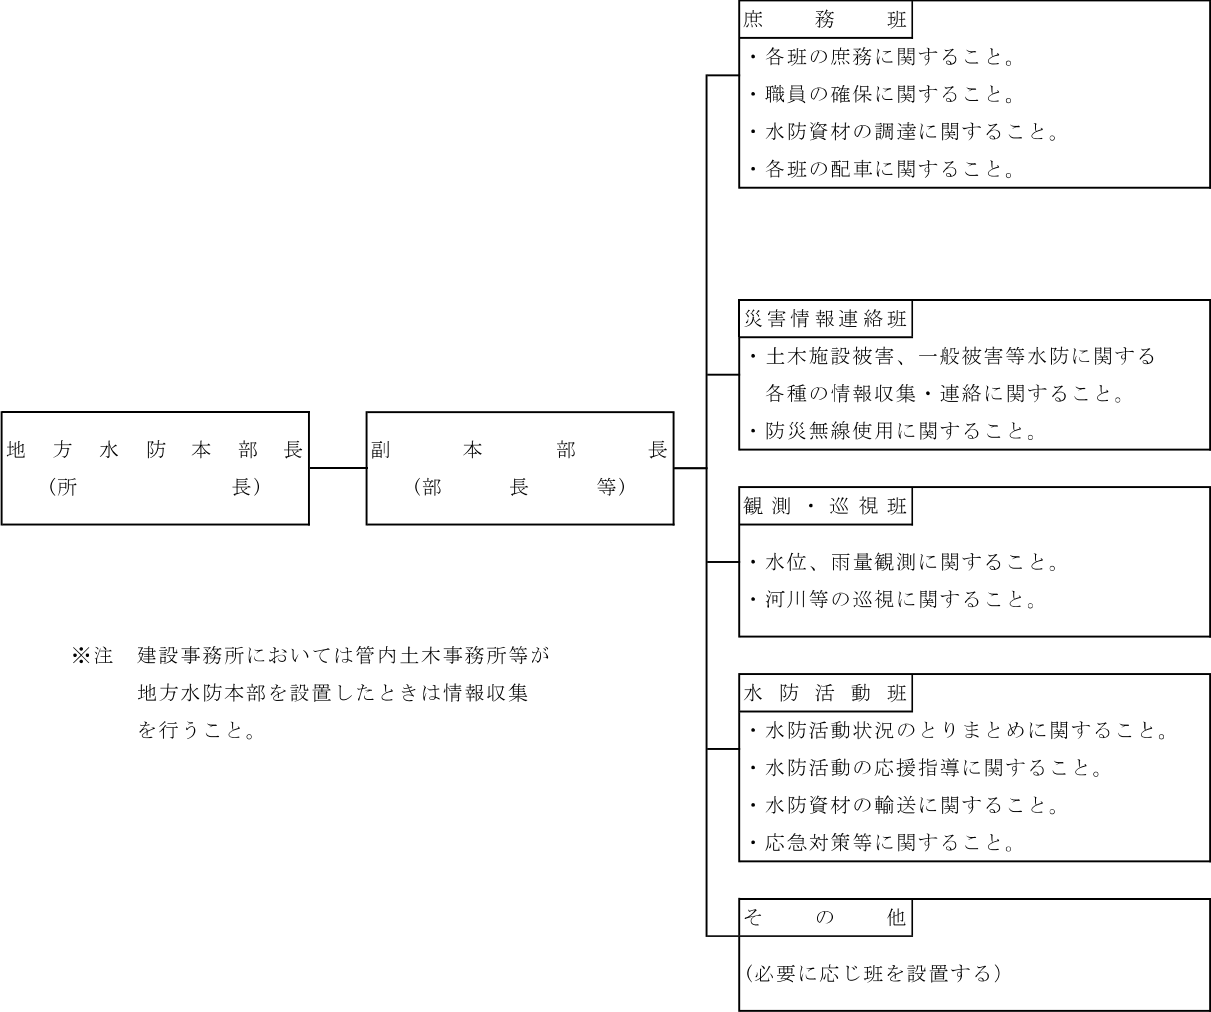 地方水防本部長
(所長)
副本部長
(部長等)
庶務班
・各班の庶務に関すること。
・職員の確保に関すること。
・水防資材の調達に関すること。
・各班の配車に関すること。
災害情報連絡班
・土木施設被害、一般被害等水防に関する
各種の情報収集・連絡に関すること。
・防災無線使用に関すること。
観測・巡視班
・水位、雨量観測に関すること。
・河川等の巡視に関すること。
水防活動班
・水防活動状況のとりまとめに関すること。
・水防活動の応援指導に関すること。
・水防資材の輸送に関すること。
・応急対策等に関すること。
その他
(必要に応じ班を設置する)
※注　建設事務所においては管内土木事務所等が
地方水防本部を設置したときは情報収集
を行うこと。